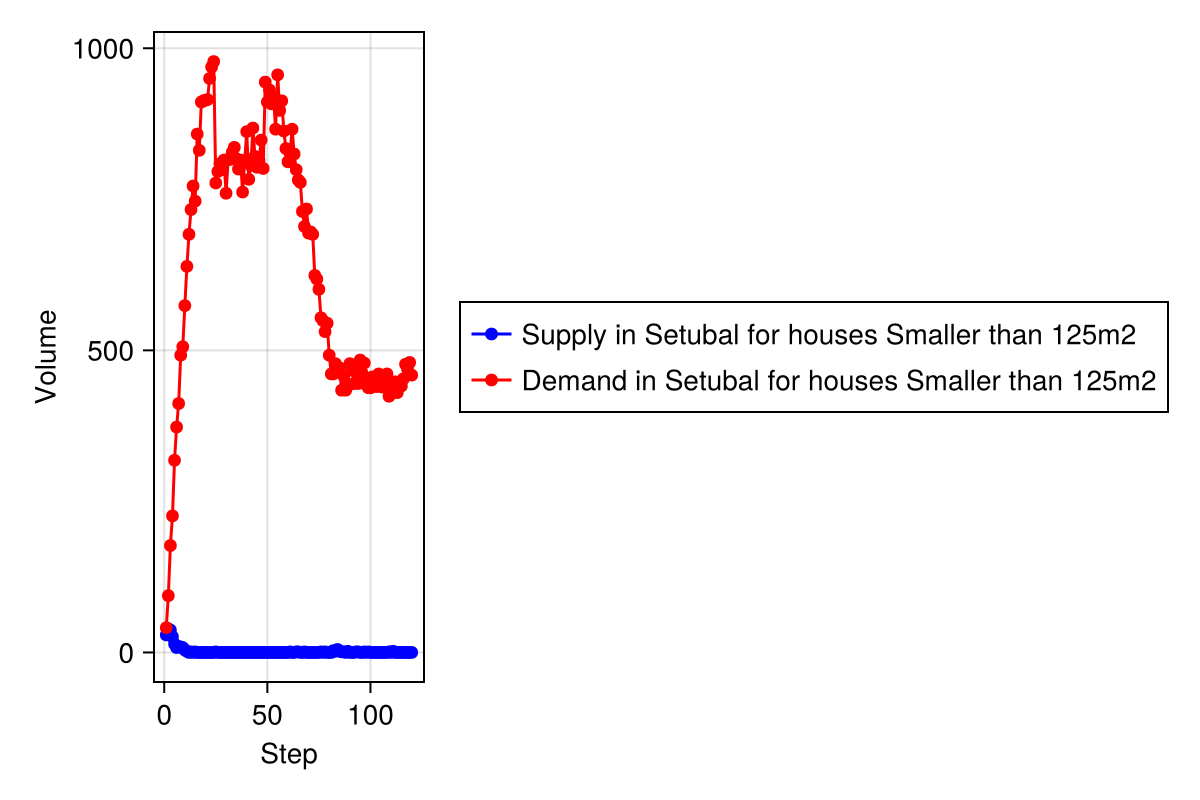 1000
500
0
Volume
0 50 100
Step
Supply in Setubal for houses Smaller than 125m2
Demand in Setubal for houses Smaller than 125m2